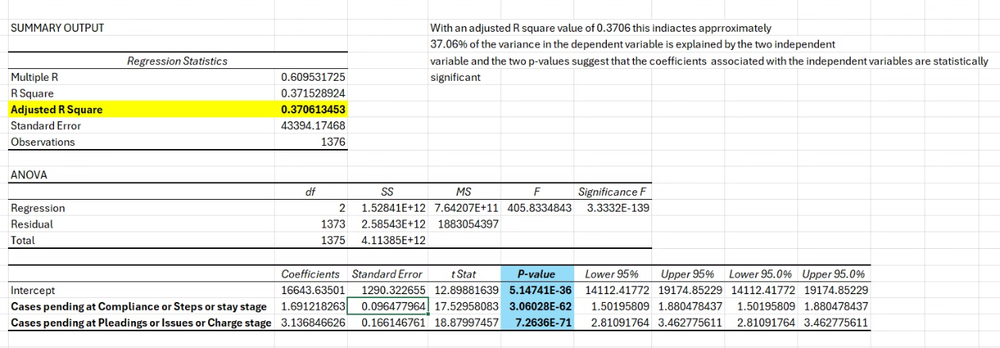 SUMMARY OUTPUT
With an adjusted R square value of 0.3706 this indiactes apprroximately
37.06% of the variance in the dependent variable is explained by the two independent
Regression Statistics
variable and the two p-values suggest that the coefficients associated with the independent variables are statistically
Multiple R 0.609531725
significant
R Square 0.371528924
Adjusted R Square 0.370613453
Standard Error 43394.17468
Observations 1376
ANOVA
df SS MS F Significance F
Regression 2 1.52841E+12 7.64207E+11 405.8334843 3.3332E-139
Residual 1373 2.58543E+12 1883054397
Total 1375 4.11385E+12
Coefficients Standard Error t Stat P-value Lower 95% Upper 95% Lower 95.0% Upper 95.0%
Intercept 16643.63501 1290.322655 12.89881639 5.14741E-36 14112.41772 19174.85229 14112.41772 19174.85229
Cases pending at Compliance or Steps or stay stage 1.691218263 0.096477964 17.52958083 3.06028E-62 1.50195809 1.880478437 1.50195809 1.880478437
Cases pending at Pleadings or Issues or Charge stage 3.136846626 0.166146761 18.87997457 7.2636E-71 2.81091764 3.462775611 2.81091764 3.462775611